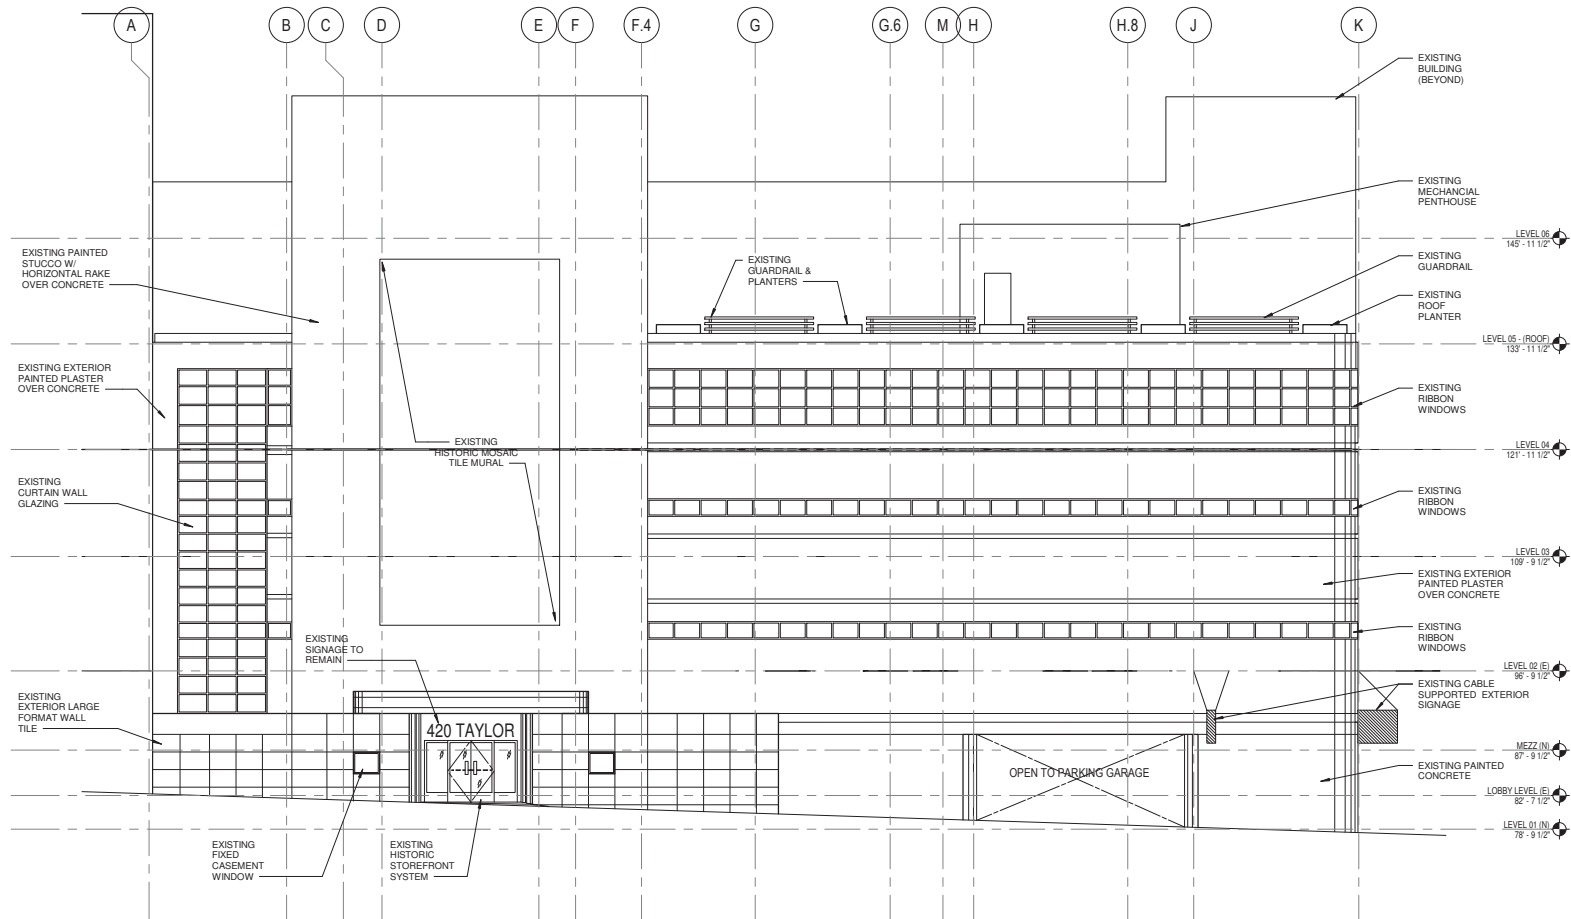 A B C D E F F.4 G G.6 M H H.8 J K
EXISTING
BUILDING
(BEYOND)
EXISTING
MECHANCIAL
PENTHOUSE
LEVEL 06
145' - 11 1/2"
EXISTING PAINTED
STUCCO W/
HORIZONTAL RAKE
OVER CONCRETE
EXISTING
GUARDRAIL &
PLANTERS
EXISTING
GUARDRAIL
EXISTING
ROOF
PLANTER
LEVEL 05 - (ROOF)
133' - 11 1/2"
EXISTING EXTERIOR
PAINTED PLASTER
OVER CONCRETE
EXISTING
RIBBON
WINDOWS
EXISTING
HISTORIC MOSAIC
TILE MURAL
LEVEL 04
121' - 11 1/2"
EXISTING
CURTAIN WALL
GLAZING
EXISTING
RIBBON
WINDOWS
LEVEL 03
109' - 9 1/2"
EXISTING EXTERIOR
PAINTED PLASTER
OVER CONCRETE
EXISTING
SIGNAGE TO
REMAIN
EXISTING
RIBBON
WINDOWS
LEVEL 02 (E)
96' - 9 1/2"
EXISTING
EXTERIOR LARGE
FORMAT WALL
TILE
EXISTING CABLE
SUPPORTED EXTERIOR
SIGNAGE
420 TAYLOR
MEZZ (N)
87' - 9 1/2"
OPEN TO PARKING GARAGE
EXISTING PAINTED
CONCRETE
LOBBY LEVEL (E)
82' - 7 1/2"
LEVEL 01 (N)
78' - 9 1/2"
EXISTING
FIXED
CASEMENT
WINDOW
EXISTING
HISTORIC
STOREFRONT
SYSTEM